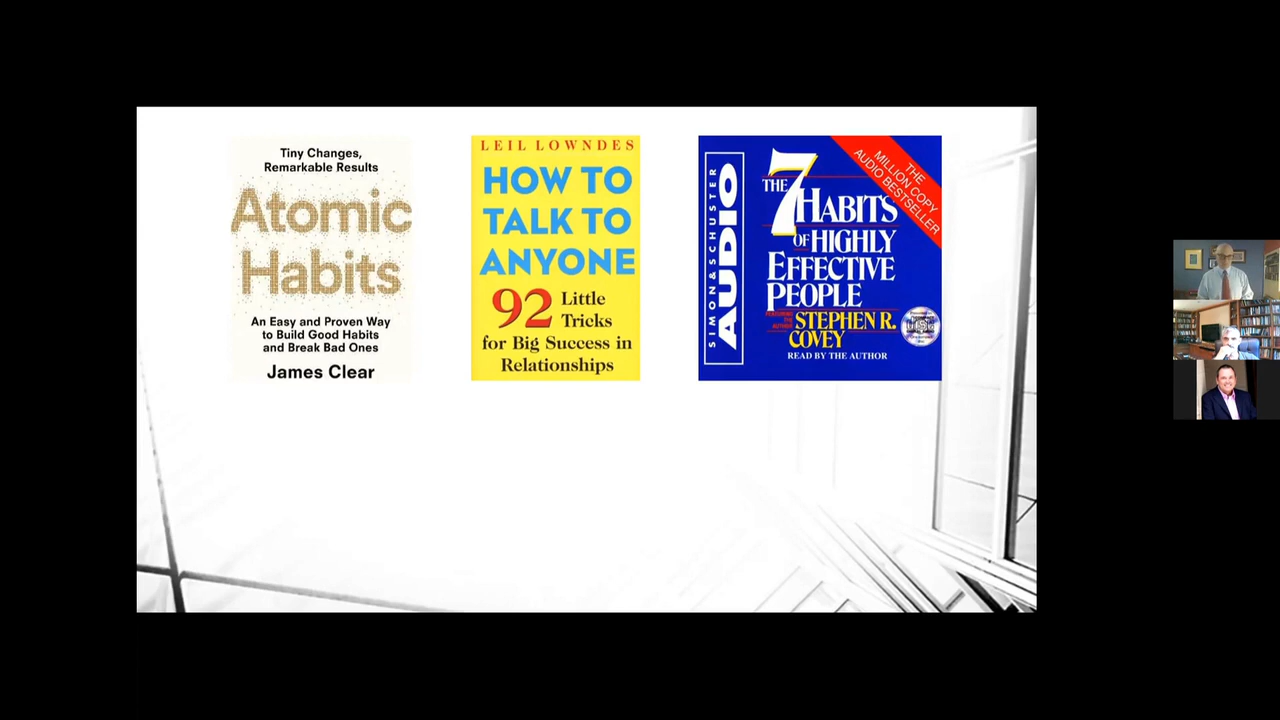 Tiny Changes,
Remarkable Results
Atomic
Habits
An Easy and Proven Way
to Build Good Habits
and Break Bad Ones
James Clear
LEIL LOWNDES
HOW TO
TALK TO
ANYONE
92 Little
Tricks
for Big Success in
Relationships
SIMON & SCHUSTER
AUDIO
THE
MILLION COPY
AUDIO BESTSELLER
THE 7 HABITS
OF HIGHLY
EFFECTIVE
PEOPLE
STEPHEN R.
COVEY
READ BY THE AUTHOR